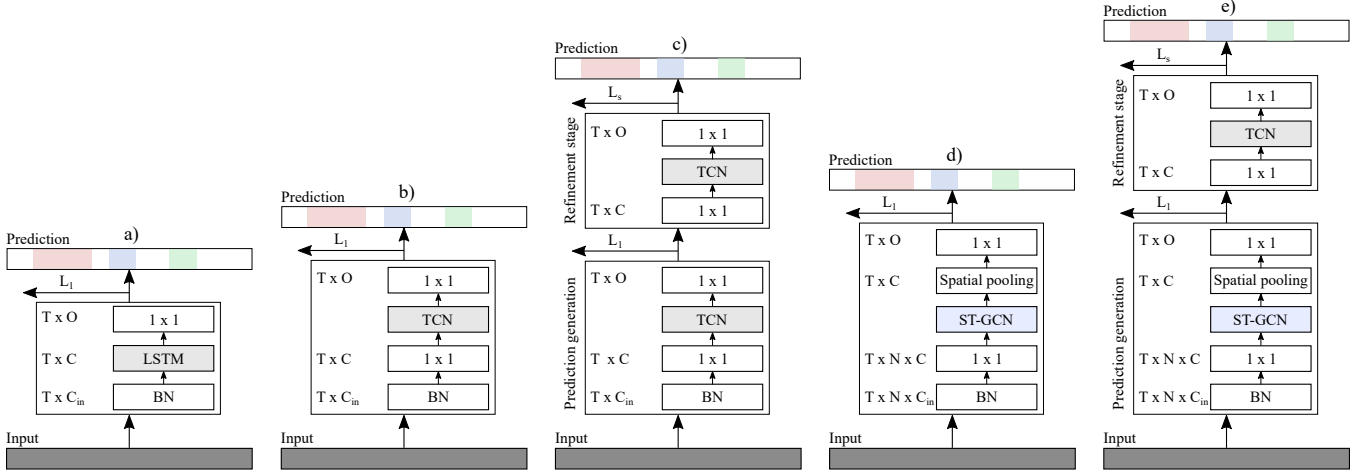 a)
Prediction
L1
T x O
1 x 1
T x C
LSTM
T x Cin
BN
Input
b)
Prediction
L1
T x O
1 x 1
TCN
T x C
1 x 1
T x Cin
BN
Input
c)
Prediction
Ls
Refinement stage
T x O
1 x 1
TCN
T x C
1 x 1
L1
Prediction generation
T x O
1 x 1
TCN
T x C
1 x 1
T x Cin
BN
Input
d)
Prediction
L1
T x O
1 x 1
T x C
Spatial pooling
ST-GCN
T x N x C
1 x 1
T x N x Cin
BN
Input
e)
Prediction
Ls
Refinement stage
T x O
1 x 1
TCN
T x C
1 x 1
L1
Prediction generation
T x O
1 x 1
T x C
Spatial pooling
ST-GCN
T x N x C
1 x 1
T x N x Cin
BN
Input